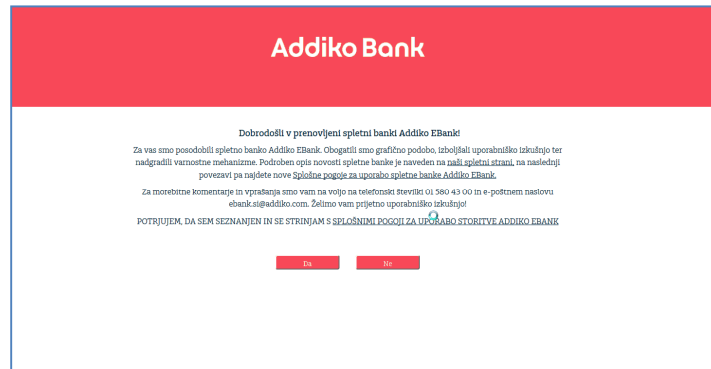 Addiko Bank
Dobrodošli v prenovljeni spletni banki Addiko EBank!
Za vas smo posodobili spletno banko Addiko EBank. Obogatili smo grafično podobo, izboljšali uporabniško izkušnjo ter
nadgradili varnostne mehanizme. Podroben opis novosti spletne banke je naveden na naši spletni strani, na naslednji
povezavi pa najdete nove Splošne pogoje za uporabo spletne banke Addiko EBank.
Za morebitne komentarje in vprašanja smo vam na voljo na telefonski številki 01 580 43 00 in e-poštnem naslovu
ebank.si@addiko.com. Želimo vam prijetno uporabniško izkušnjo!
POTRJUJEM, DA SEM SEZNANJEN IN SE STRINJAM S SPLOŠNIMI POGOJI ZA UPORABO STORITVE ADDIKO EBANK
Da Ne